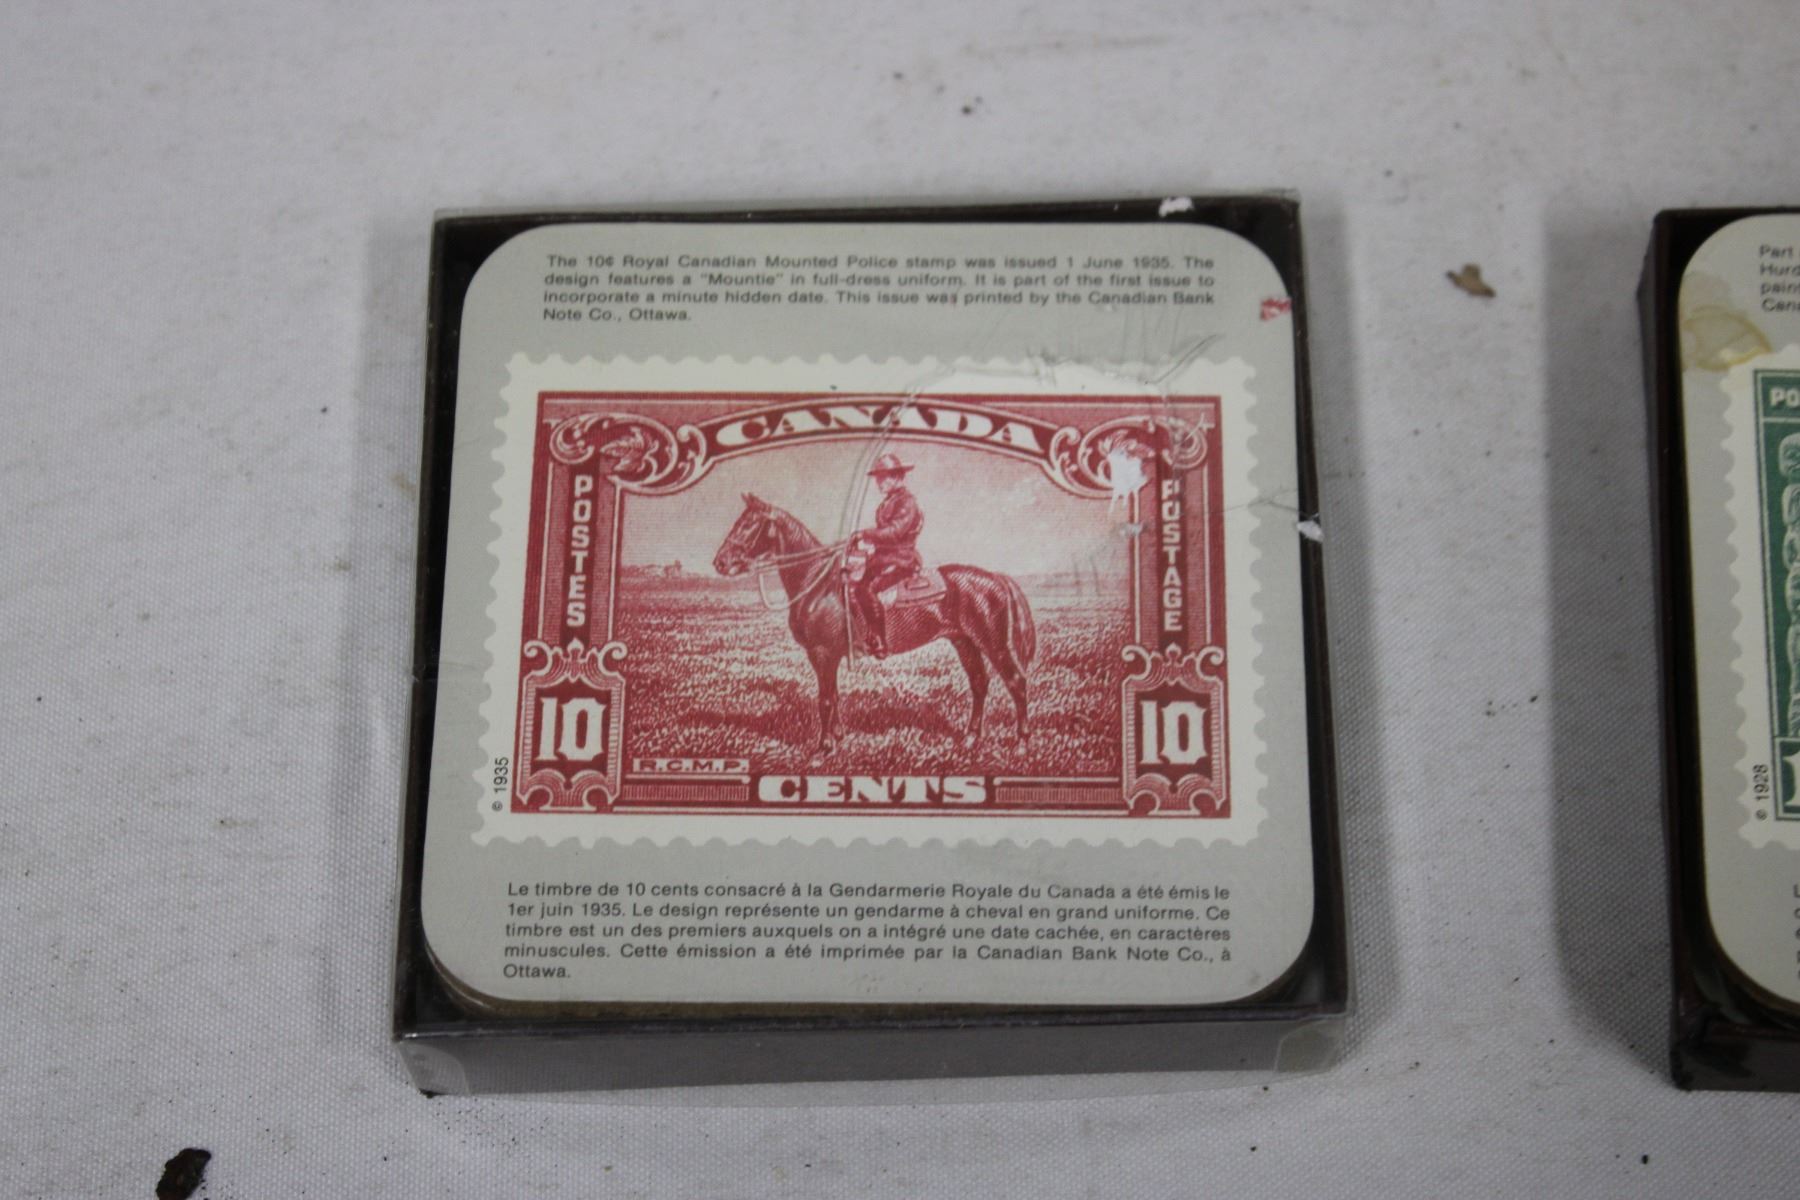 The 10¢ Royal Canadian Mounted Police stamp was issued 1 June 1935. The
design features a "Mountie" in full-dress uniform. It is part of the first issue to
incorporate a minute hidden date. This issue was printed by the Canadian Bank
Note Co., Ottawa.
CANADA
POSTES
POSTAGE
10
10
R.C.M.P.
CENTS
© 1935
Le timbre de 10 cents consacré à la Gendarmerie Royale du Canada a été émis le
1er juin 1935. Le design représente un gendarme à cheval en grand uniforme. Ce
timbre est un des premiers auxquels on a intégré une date cachée, en caractères
minuscules. Cette émission a été imprimée par la Canadian Bank Note Co., à
Ottawa.
Part
Hurd
pain
Can
PO
© 1928